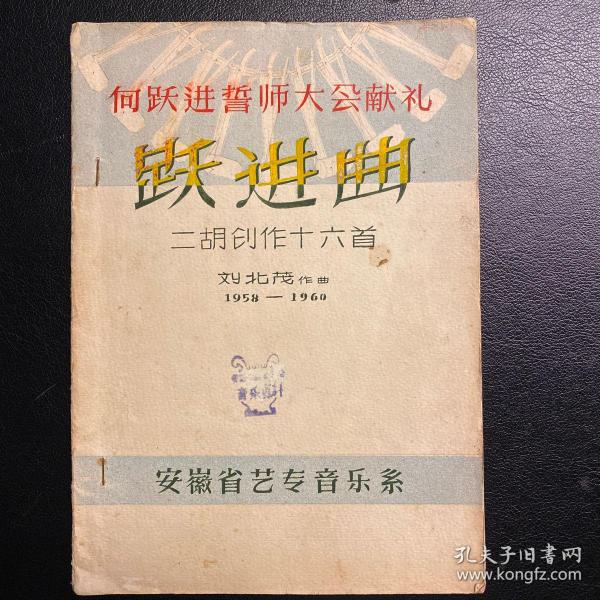 何跃进誓师大会献礼
跃进曲
二胡创作十六首
刘北茂作曲
1958—1960
安徽省艺专音乐系
孔夫子旧书网
www.kongfz.com